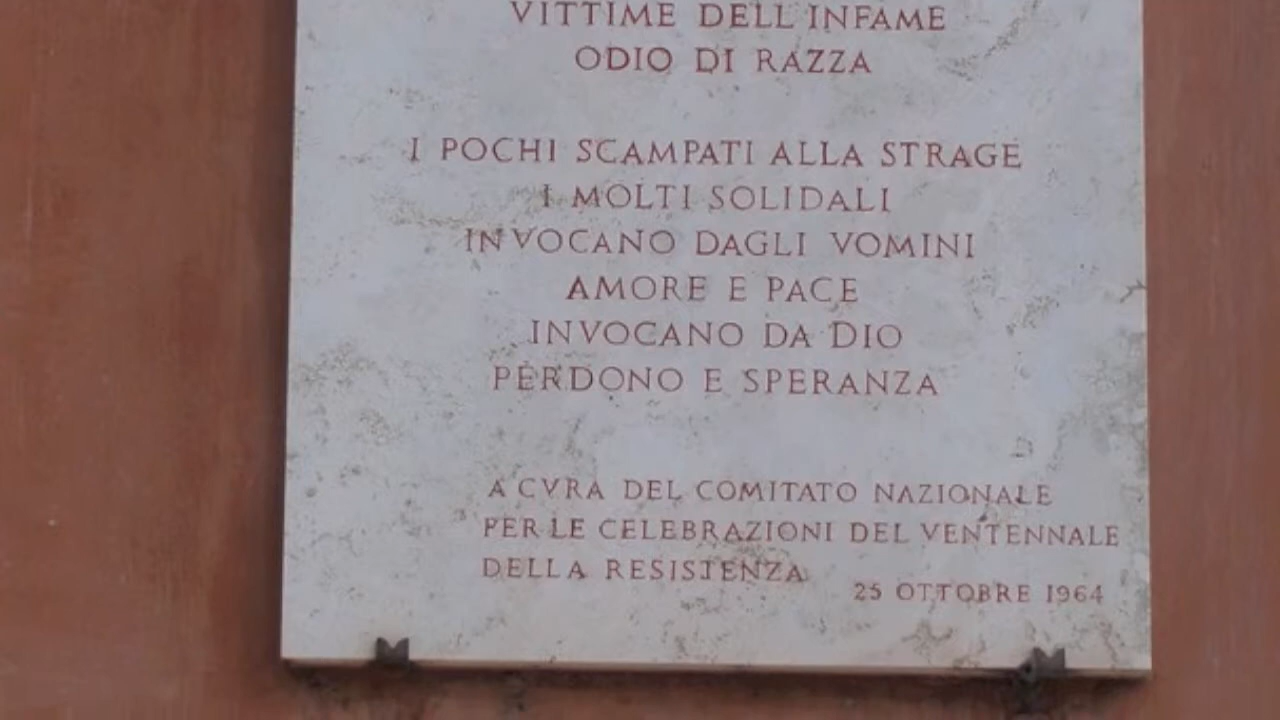 VITTIME DELL'INFAME
ODIO DI RAZZA
I POCHI SCAMPATI ALLA STRAGE
I MOLTI SOLIDALI
INVOCANO DAGLI VOMINI
AMORE E PACE
INVOCANO DA DIO
PERDONO E SPERANZA
A CVRA DEL COMITATO NAZIONALE
PER LE CELEBRAZIONI DEL VENTENNALE
DELLA RESISTENZA
25 OTTOBRE 1964